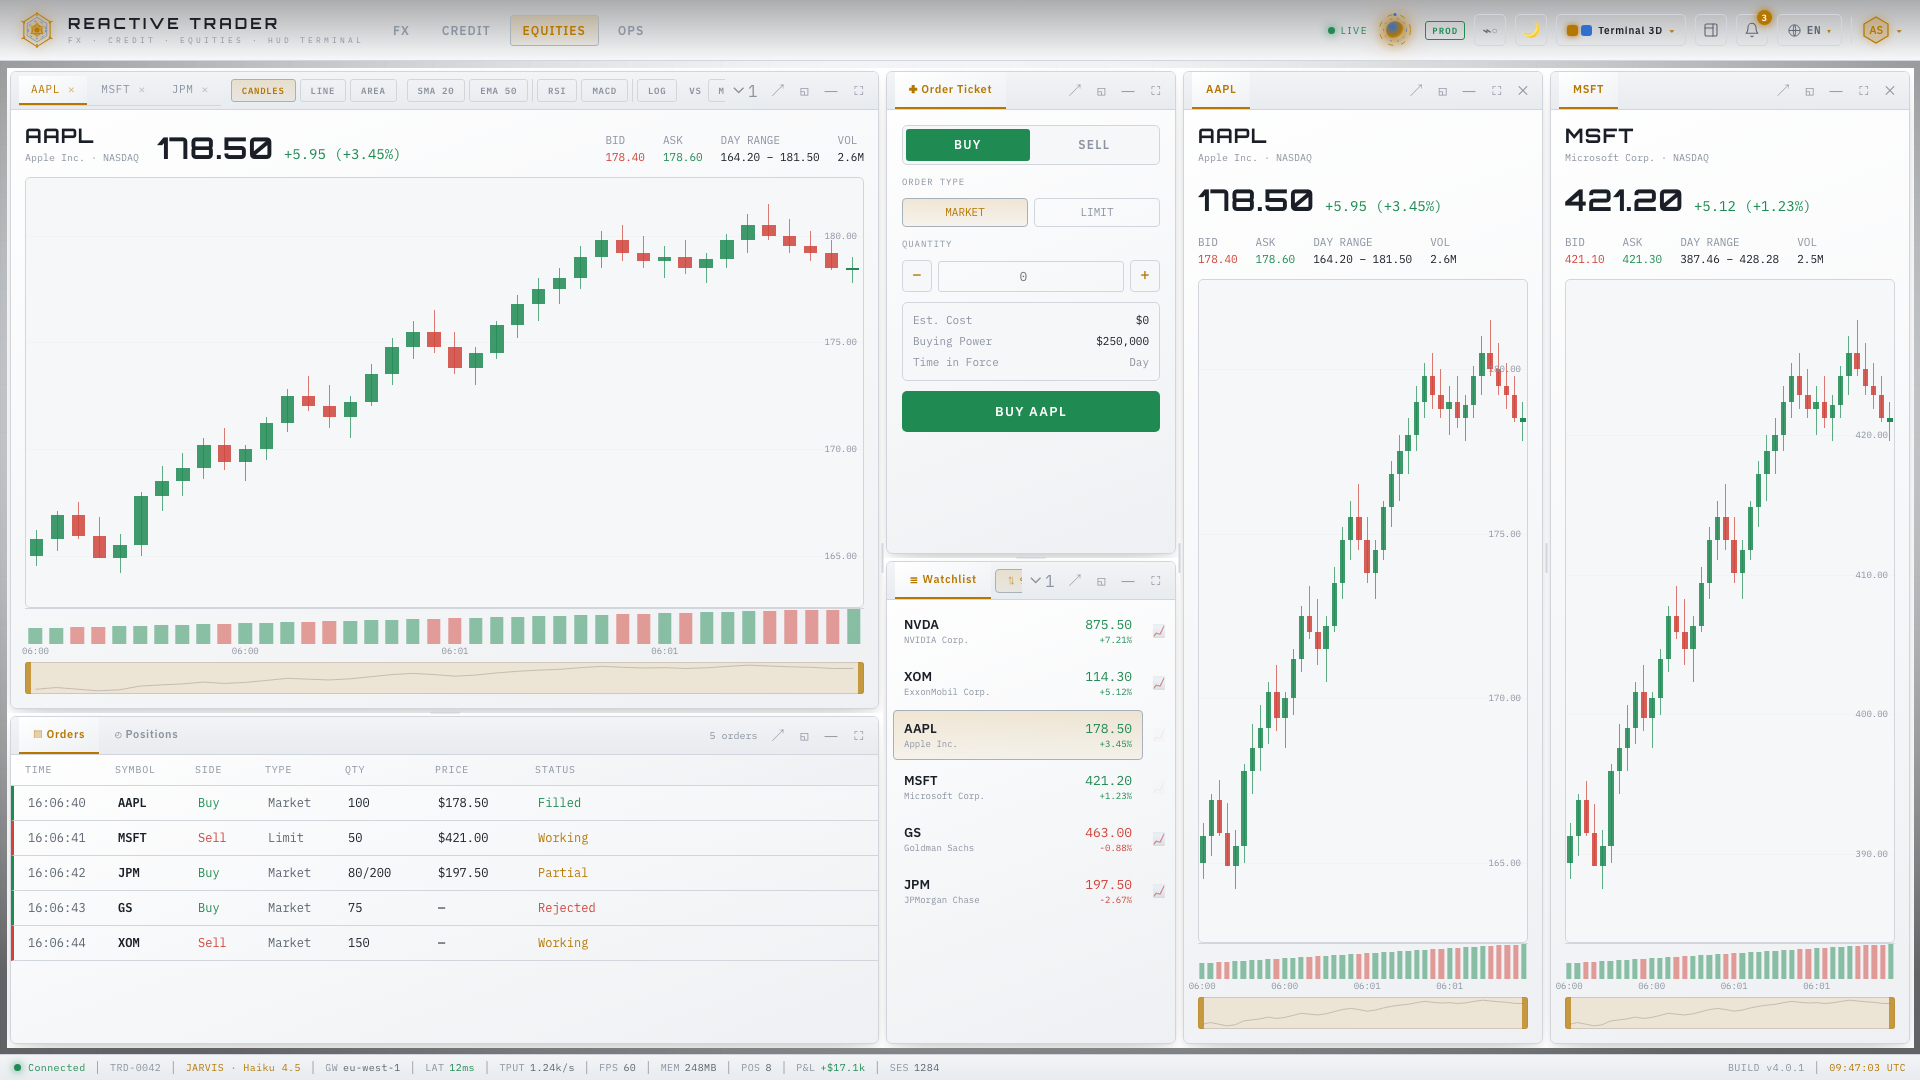 REACTIVE TRADER
FX · CREDIT · EQUITIES · HUD TERMINAL
FX CREDIT EQUITIES OPS
LIVE PROD Terminal 3D 3 EN AS
AAPL × MSFT × JPM × CANDLES LINE AREA SMA 20 EMA 50 RSI MACD LOG VS 1
AAPL
Apple Inc. · NASDAQ
178.50 +5.95 (+3.45%)
BID ASK DAY RANGE VOL
178.40 178.60 164.20 – 181.50 2.6M
180.00
175.00
170.00
165.00
06:00 06:00 06:01 06:01
Orders Positions 5 orders
TIME SYMBOL SIDE TYPE QTY PRICE STATUS
16:06:40 AAPL Buy Market 100 $178.50 Filled
16:06:41 MSFT Sell Limit 50 $421.00 Working
16:06:42 JPM Buy Market 80/200 $197.50 Partial
16:06:43 GS Buy Market 75 – Rejected
16:06:44 XOM Sell Market 150 – Working
Order Ticket
BUY SELL
ORDER TYPE
MARKET LIMIT
QUANTITY
− 0 +
Est. Cost $0
Buying Power $250,000
Time in Force Day
BUY AAPL
Watchlist 1
NVDA 875.50
NVIDIA Corp. +7.21%
XOM 114.30
ExxonMobil Corp. +5.12%
AAPL 178.50
Apple Inc. +3.45%
MSFT 421.20
Microsoft Corp. +1.23%
GS 463.00
Goldman Sachs -0.88%
JPM 197.50
JPMorgan Chase -2.67%
AAPL
AAPL
Apple Inc. · NASDAQ
178.50 +5.95 (+3.45%)
BID ASK DAY RANGE VOL
178.40 178.60 164.20 – 181.50 2.6M
180.00
175.00
170.00
165.00
06:00 06:00 06:01 06:01
MSFT
MSFT
Microsoft Corp. · NASDAQ
421.20 +5.12 (+1.23%)
BID ASK DAY RANGE VOL
421.10 421.30 387.46 – 428.28 2.5M
420.00
410.00
400.00
390.00
06:00 06:00 06:01 06:01
Connected TRD-0042 JARVIS · Haiku 4.5 GW eu-west-1 LAT 12ms TPUT 1.24k/s FPS 60 MEM 248MB POS 8 P&L +$17.1k SES 1284 BUILD v4.0.1 09:47:03 UTC